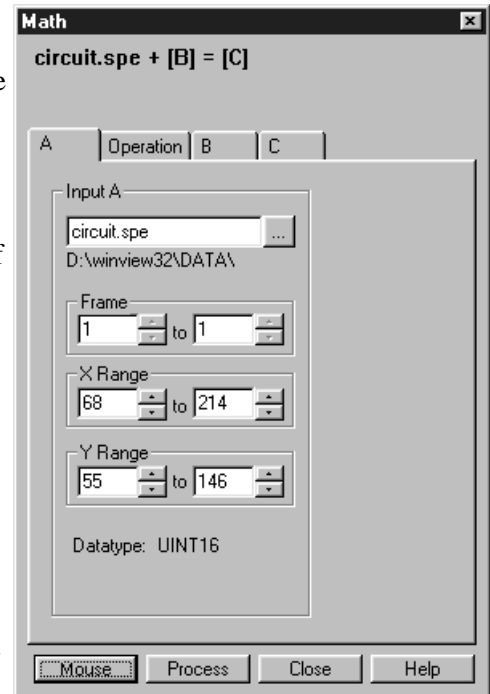 Math
circuit.spe + [B] = [C]
A Operation B C
Input A
circuit.spe ...
D:\winview32\DATA\
Frame
1 to 1
X Range
68 to 214
Y Range
55 to 146
Datatype: UINT16
Mouse Process Close Help